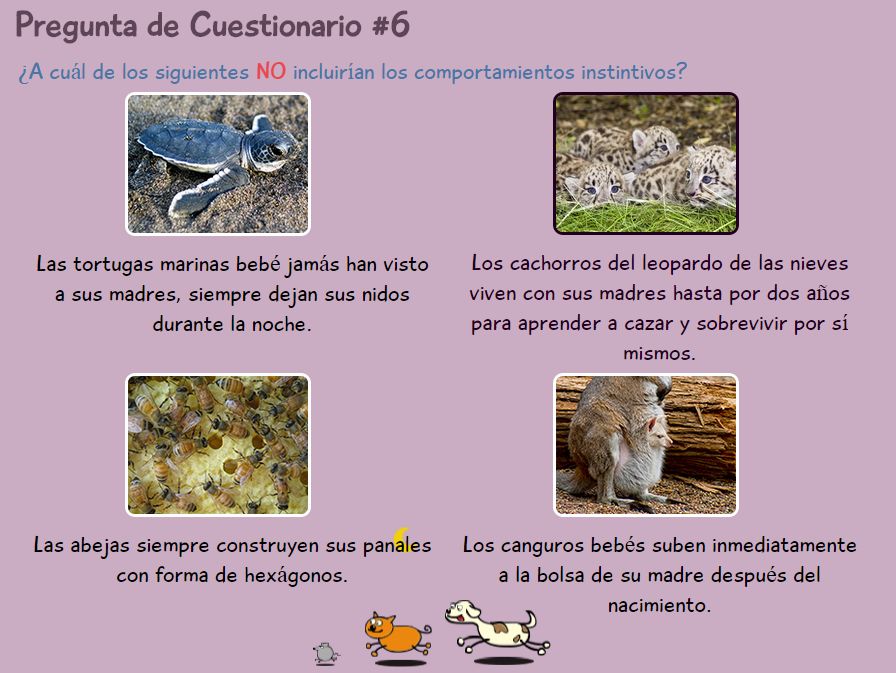 Pregunta de Cuestionario #6
¿A cuál de los siguientes NO incluirían los comportamientos instintivos?
Las tortugas marinas bebé jamás han visto
a sus madres, siempre dejan sus nidos
durante la noche.
Los cachorros del leopardo de las nieves
viven con sus madres hasta por dos años
para aprender a cazar y sobrevivir por sí
mismos.
Las abejas siempre construyen sus panales
con forma de hexágonos.
Los canguros bebés suben inmediatamente
a la bolsa de su madre después del
nacimiento.